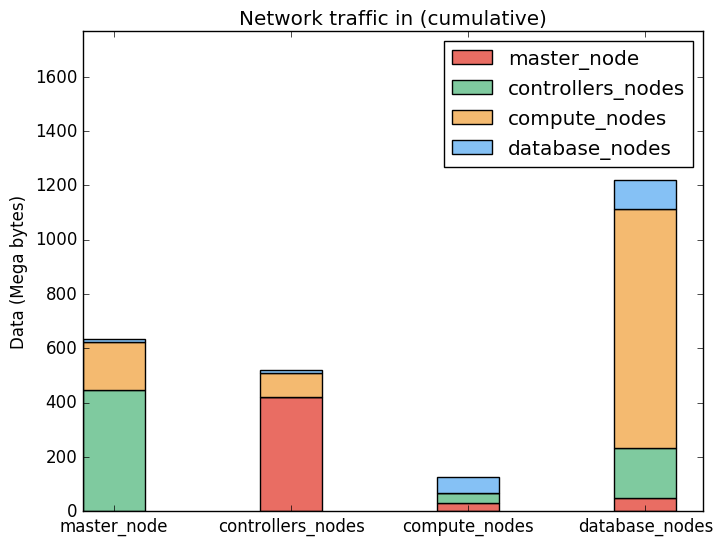 Network traffic in (cumulative)
master_node
controllers_nodes
compute_nodes
database_nodes
Data (Mega bytes)
1600
1400
1200
1000
800
600
400
200
0
master_node controllers_nodes compute_nodes database_nodes